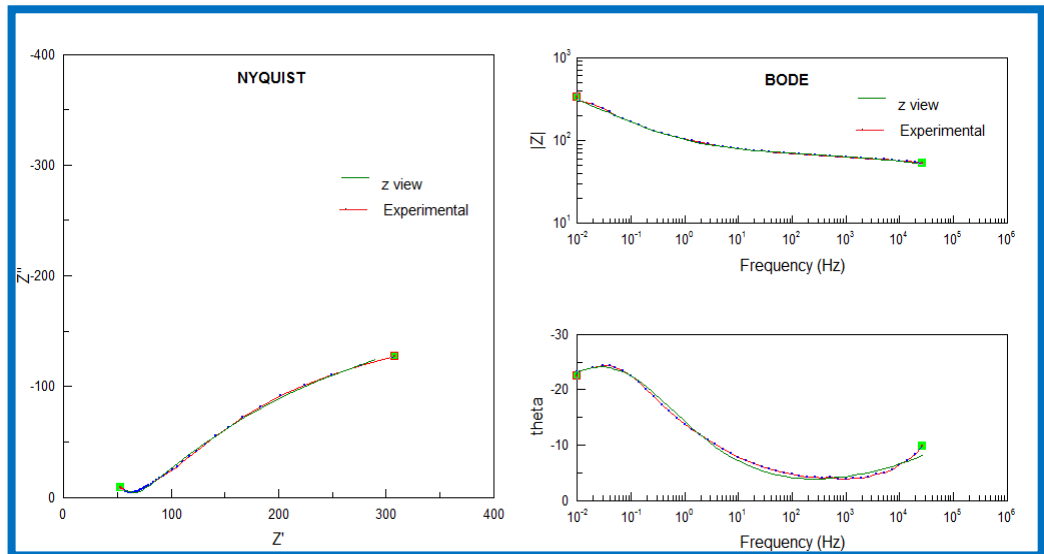 NYQUIST
-400
-300
-200
-100
0
Z"
0 100 200 300 400
Z'
z view
Experimental
BODE
10³
10²
10¹
|Z|
z view
Experimental
10⁻² 10⁻¹ 10⁰ 10¹ 10² 10³ 10⁴ 10⁵ 10⁶
Frequency (Hz)
-30
-20
-10
0
theta
10⁻² 10⁻¹ 10⁰ 10¹ 10² 10³ 10⁴ 10⁵ 10⁶
Frequency (Hz)